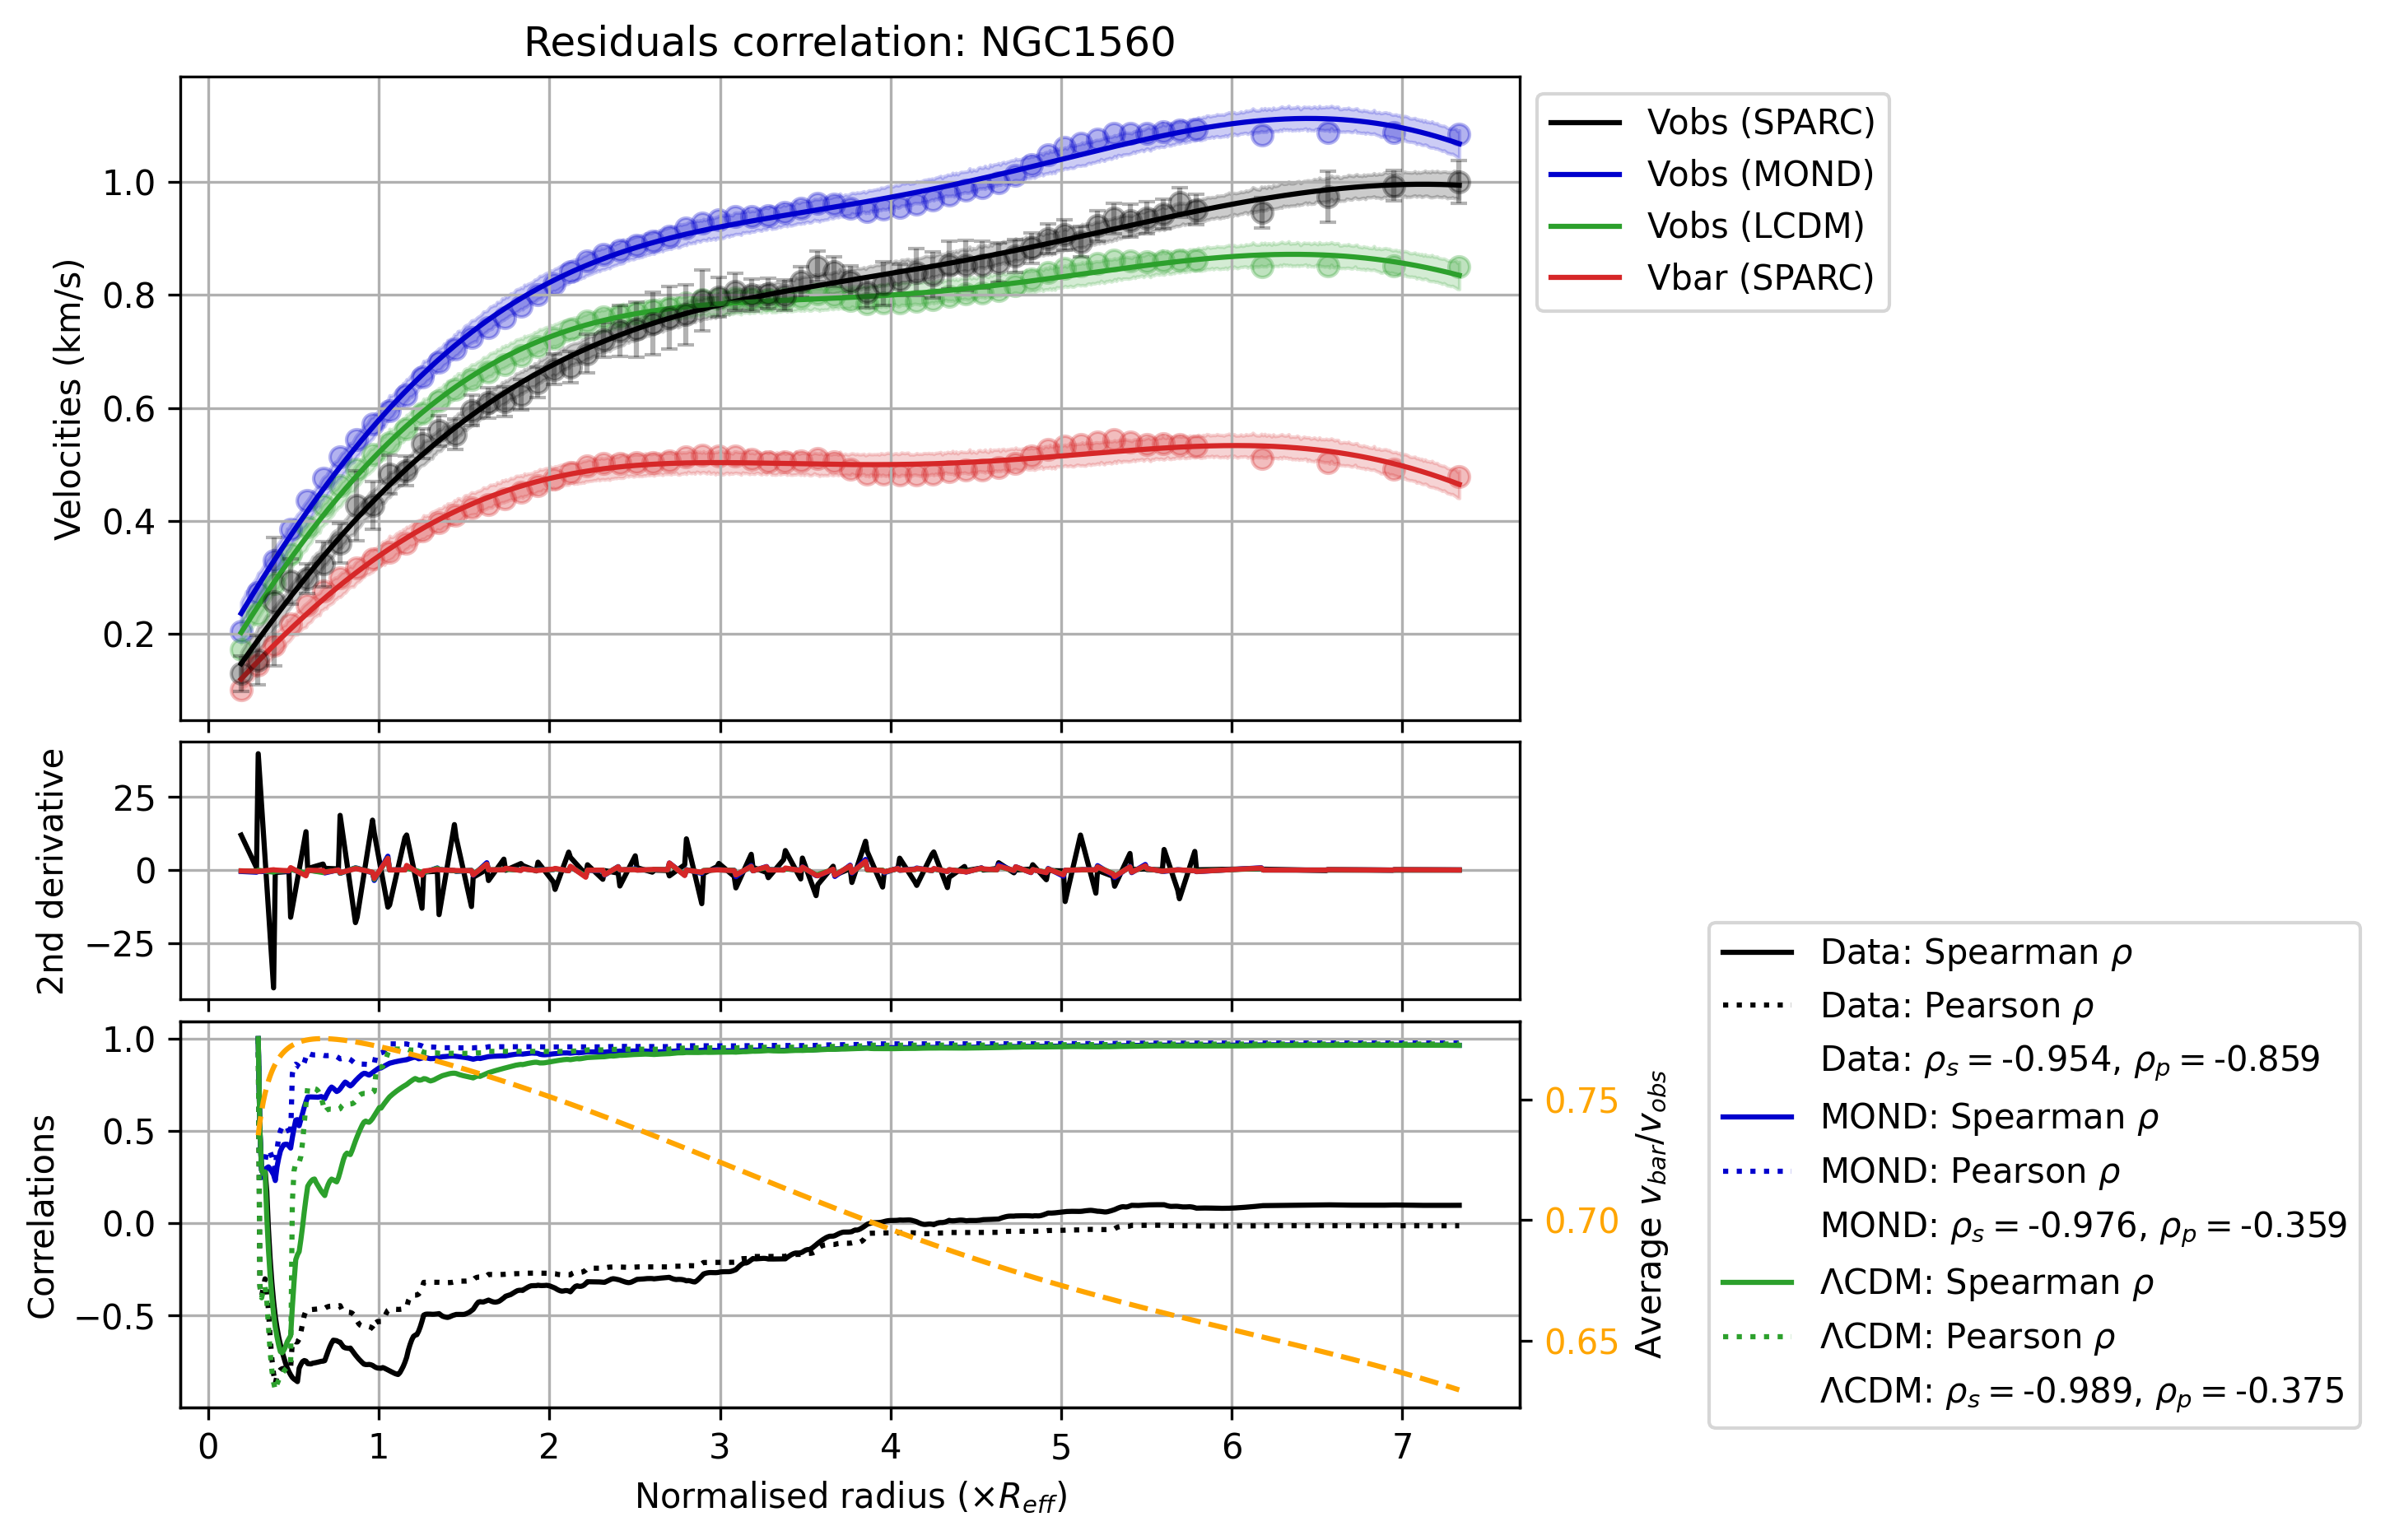 Residuals correlation: NGC1560
Velocities (km/s)
1.0
0.8
0.6
0.4
0.2
Vobs (SPARC)
Vobs (MOND)
Vobs (LCDM)
Vbar (SPARC)
2nd derivative
25
0
−25
Correlations
1.0
0.5
0.0
−0.5
0.75
0.70
0.65
Average v_bar/v_obs
0 1 2 3 4 5 6 7
Normalised radius (×R_eff)
Data: Spearman ρ
Data: Pearson ρ
Data: ρ_s = -0.954, ρ_p = -0.859
MOND: Spearman ρ
MOND: Pearson ρ
MOND: ρ_s = -0.976, ρ_p = -0.359
ΛCDM: Spearman ρ
ΛCDM: Pearson ρ
ΛCDM: ρ_s = -0.989, ρ_p = -0.375